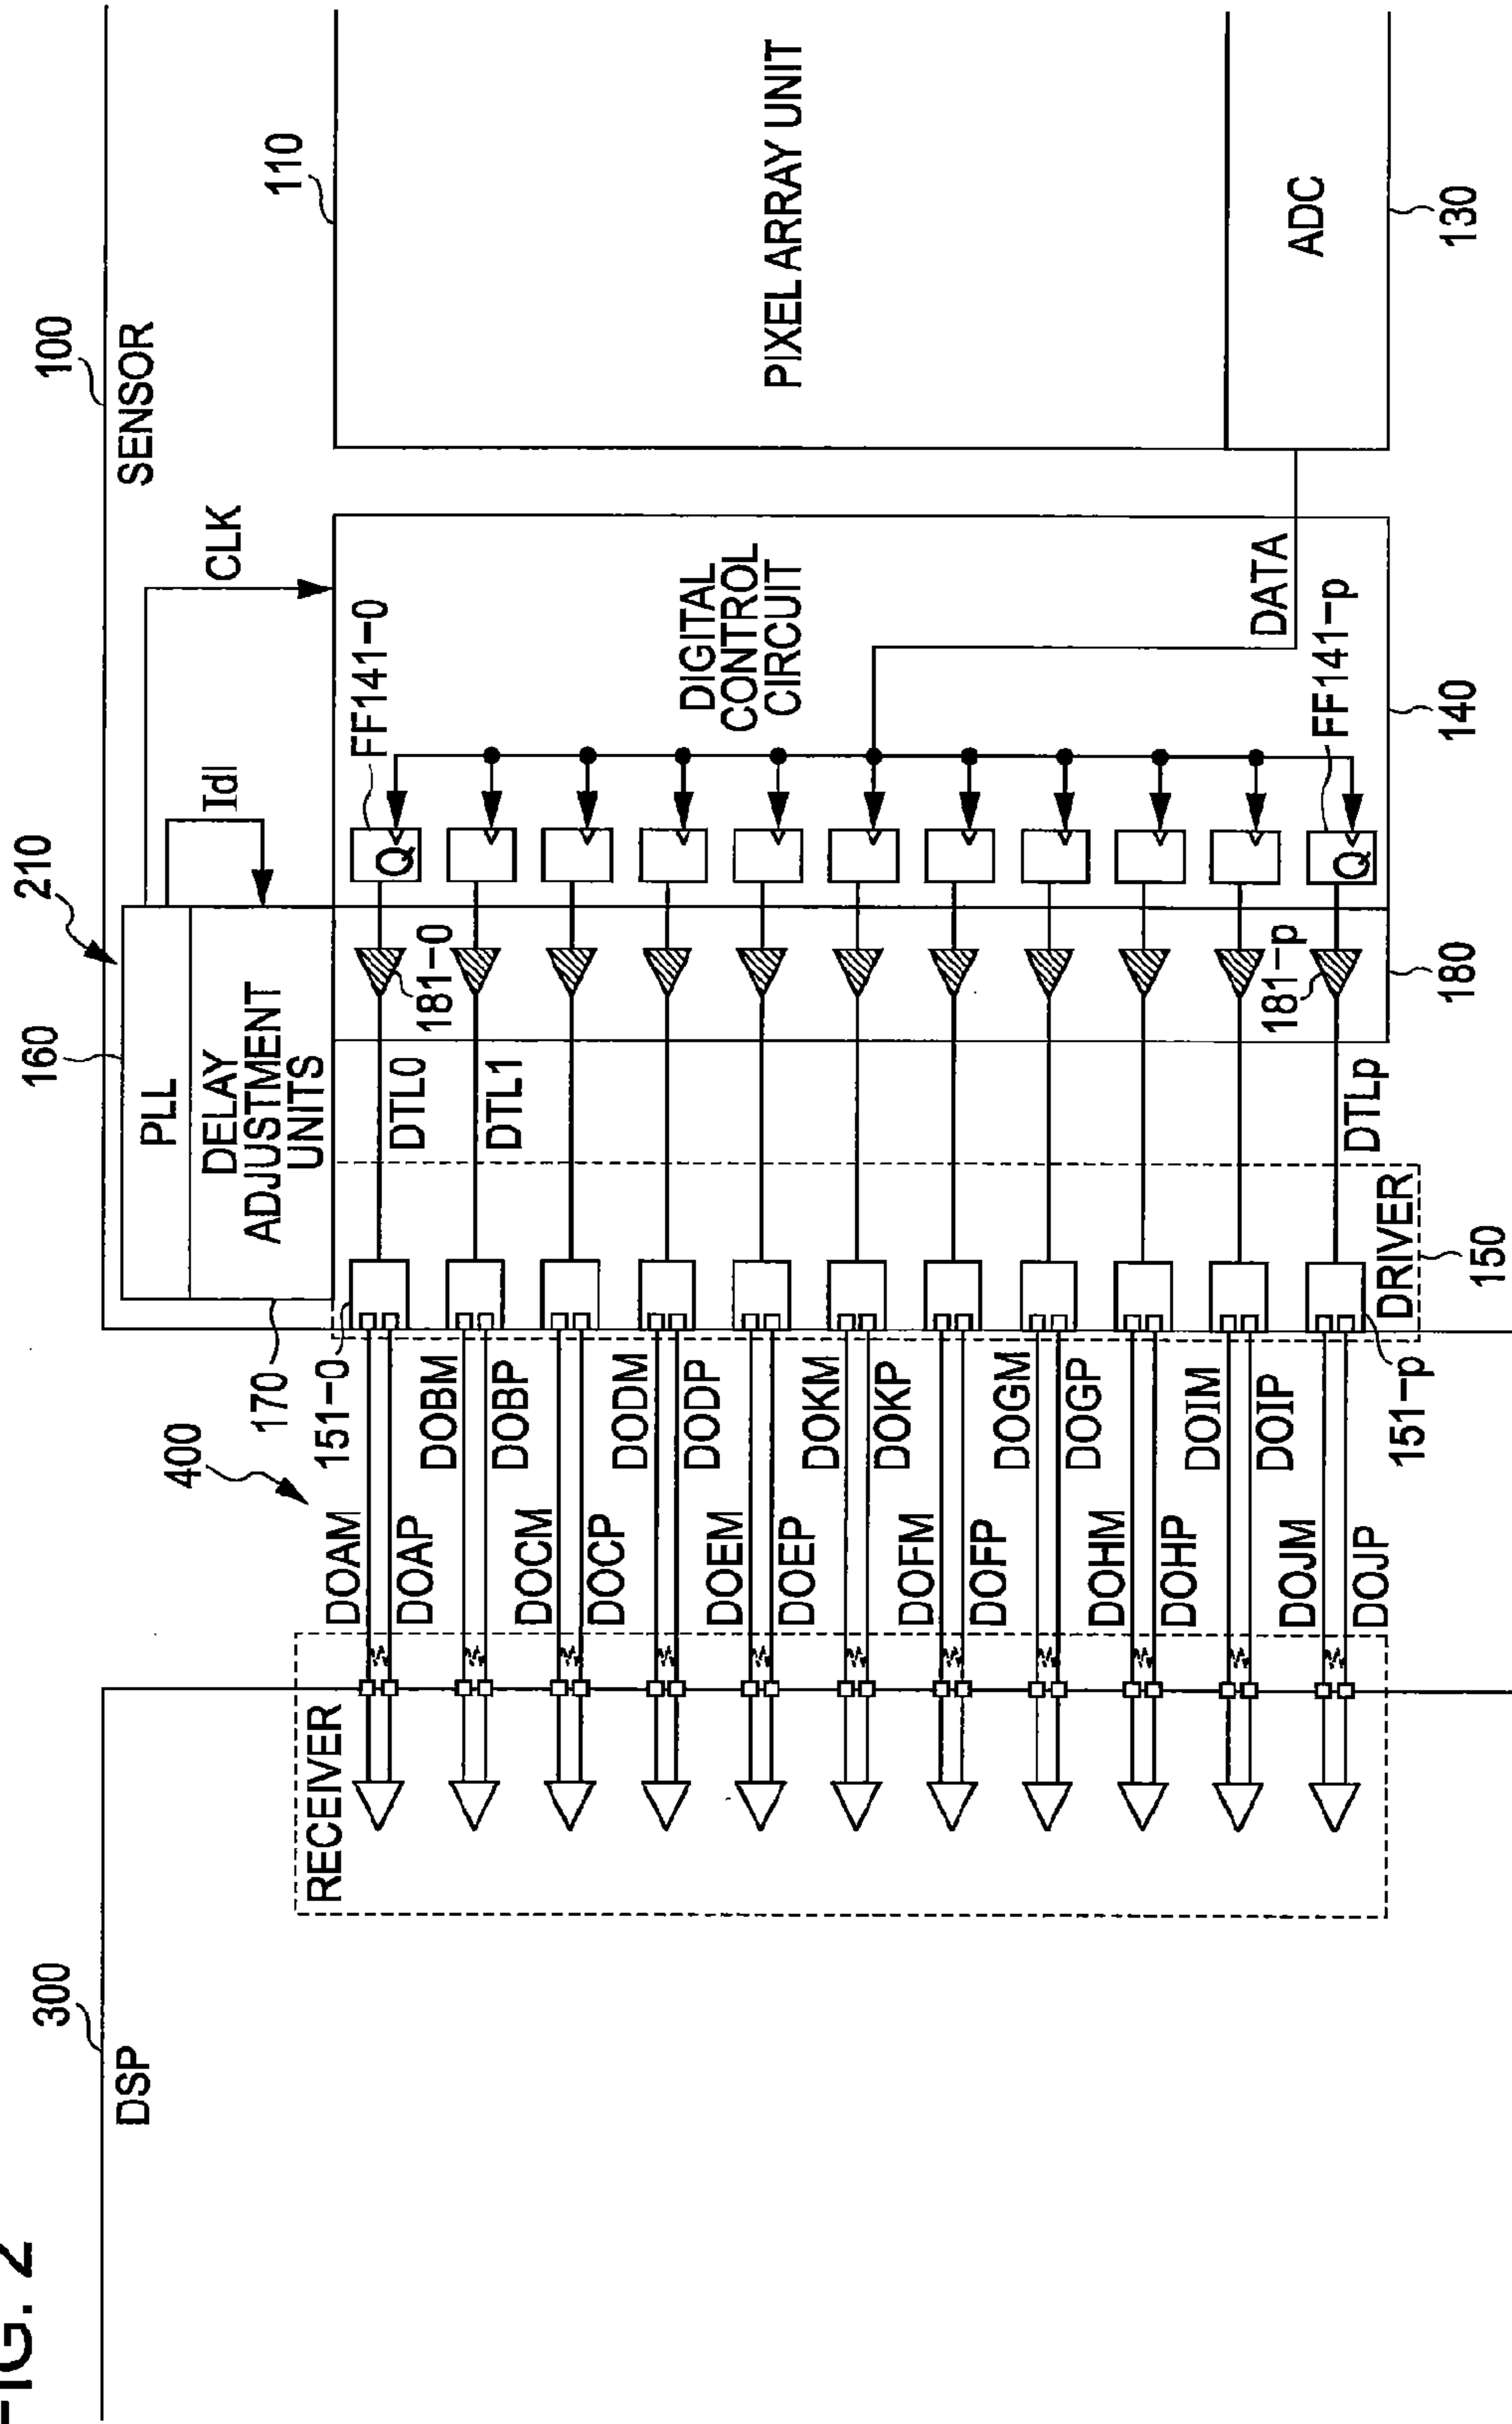 FIG. 2
300
DSP
RECEIVER
400
DOAM
DOAP
DOBM
DOBP
DOCM
DOCP
DODM
DODP
DOEM
DOEP
DOKM
DOKP
DOFM
DOFP
DOGM
DOGP
DOHM
DOHP
DOIM
DOIP
DOJM
DOJP
170
151-0
151-p
DRIVER
150
160
210
PLL
DELAY
ADJUSTMENT
UNITS
DTL0
DTL1
DTLp
181-0
181-p
180
Idl
CLK
Q
Q
FF141-0
FF141-p
DIGITAL
CONTROL
CIRCUIT
DATA
140
100
SENSOR
110
PIXEL ARRAY UNIT
ADC
130